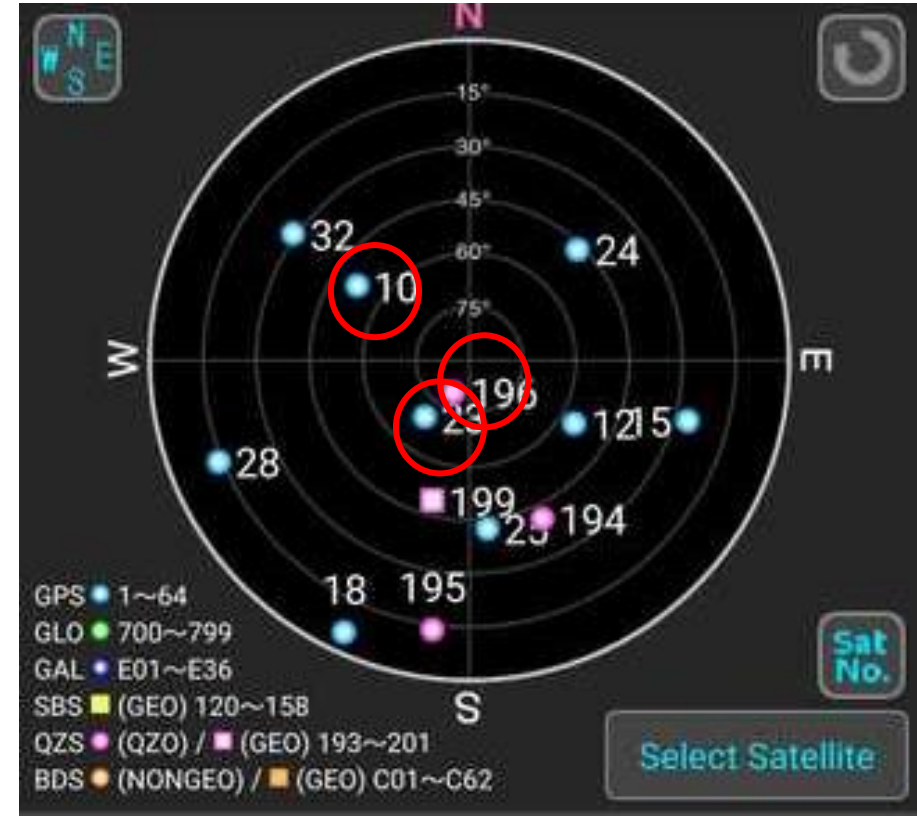 N
N
W E
S
15°
30°
45°
60°
75°
32
24
10
W
E
196
23
12
15
28
199
25
194
18
195
S
GPS 1~64
GLO 700~799
GAL E01~E36
SBS (GEO) 120~158
QZS (QZO) / (GEO) 193~201
BDS (NONGEO) / (GEO) C01~C62
Sat
No.
Select Satellite